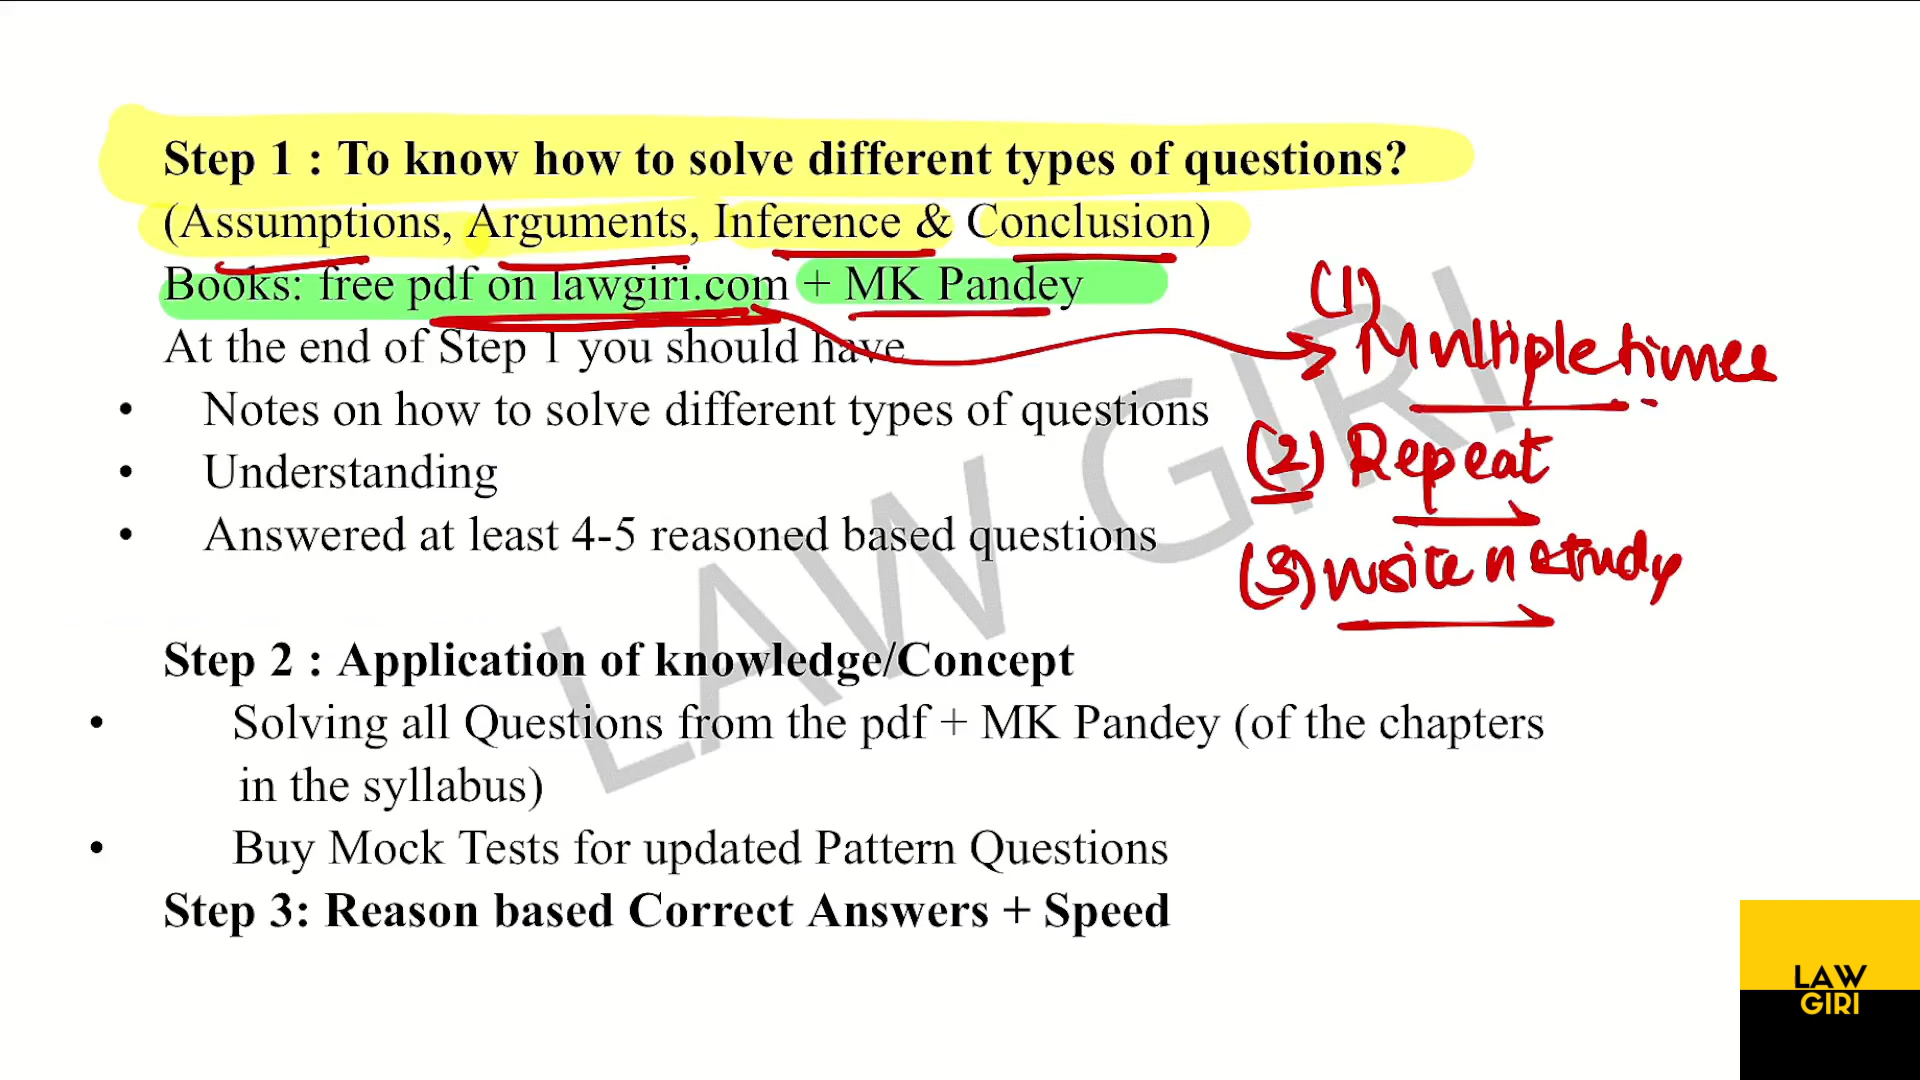 Step 1 : To know how to solve different types of questions?
(Assumptions, Arguments, Inference & Conclusion)
Books: free pdf on lawgiri.com + MK Pandey
At the end of Step 1 you should have
• Notes on how to solve different types of questions
• Understanding
• Answered at least 4-5 reasoned based questions
(1)
Multiple times
(2) Repeat
(3) Write n study
Step 2 : Application of knowledge/Concept
• Solving all Questions from the pdf + MK Pandey (of the chapters
in the syllabus)
• Buy Mock Tests for updated Pattern Questions
Step 3: Reason based Correct Answers + Speed
LAW GIRI
LAW
GIRI